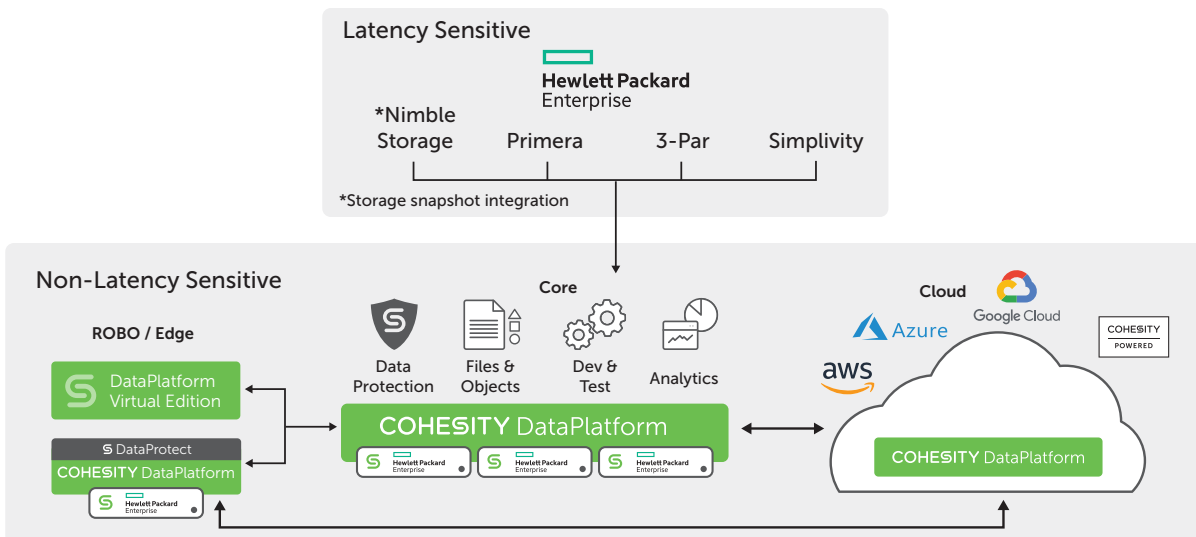 Latency Sensitive
Hewlett Packard
Enterprise
*Nimble
Storage
Primera
3-Par
Simplivity
*Storage snapshot integration
Non-Latency Sensitive
ROBO / Edge
DataPlatform
Virtual Edition
DataProtect
COHESITY DataPlatform
Hewlett Packard
Enterprise
Core
Data
Protection
Files &
Objects
Dev &
Test
Analytics
COHESITY DataPlatform
Hewlett Packard
Enterprise
Hewlett Packard
Enterprise
Hewlett Packard
Enterprise
Cloud
Google Cloud
Azure
aws
COHESITY
POWERED
COHESITY DataPlatform